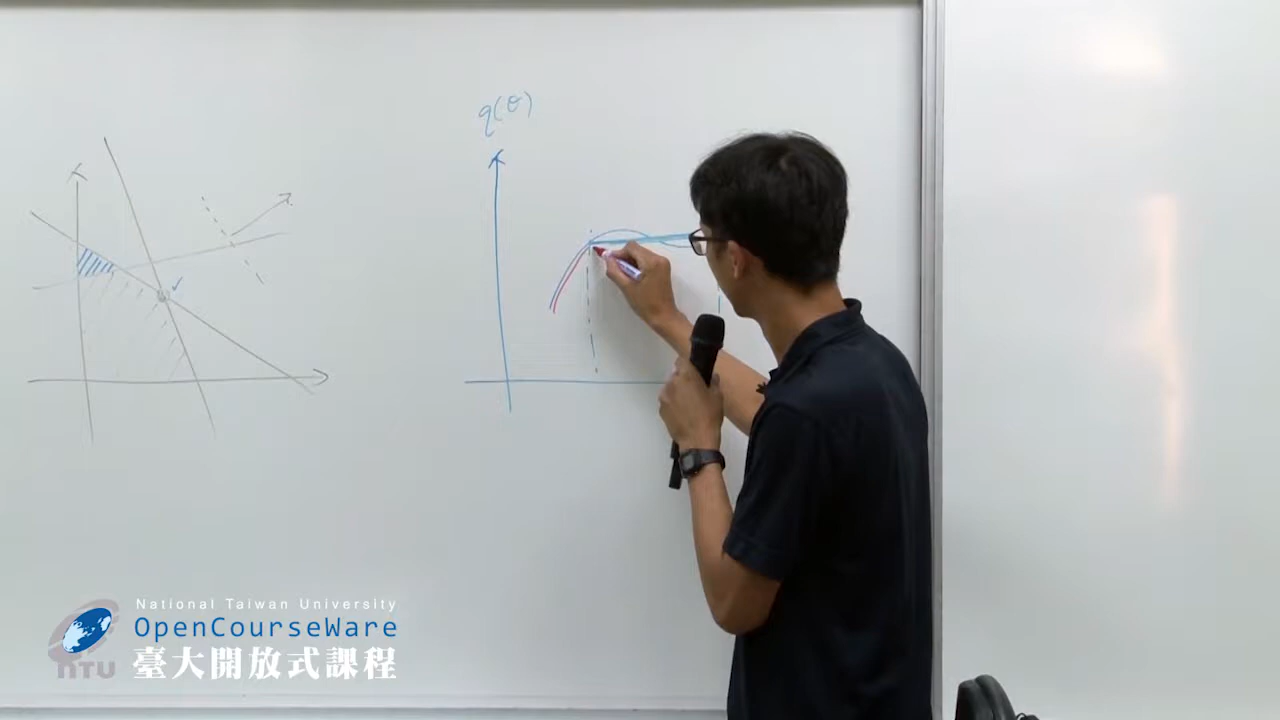 q(θ)
National Taiwan University
OpenCourseWare
臺大開放式課程
NTU